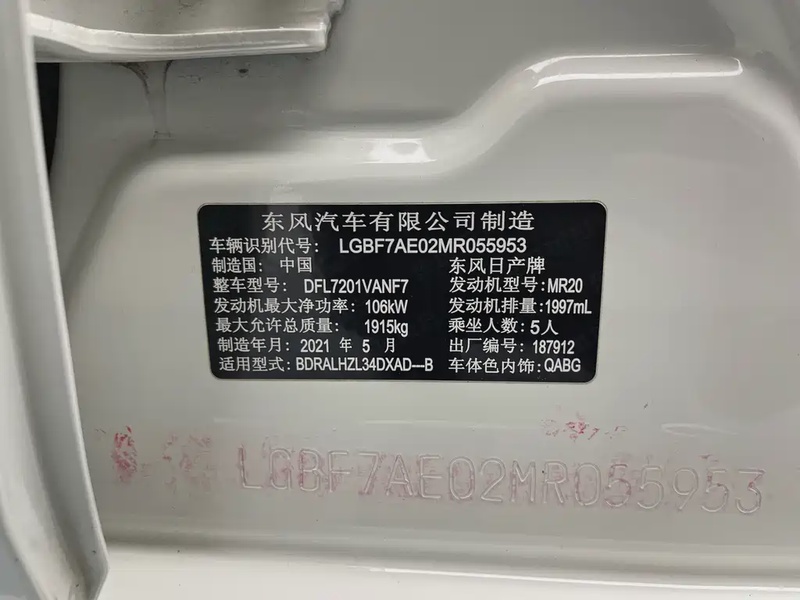 东风汽车有限公司制造
车辆识别代号: LGBF7AE02MR055953
制造国: 中国 东风日产牌
整车型号: DFL7201VANF7 发动机型号: MR20
发动机最大净功率: 106kW 发动机排量: 1997mL
最大允许总质量: 1915kg 乘坐人数: 5人
制造年月: 2021 年 5 月 出厂编号: 187912
适用型式: BDRALHZL34DXAD---B 车体色内饰: QABG
LGBF7AE02MR055953